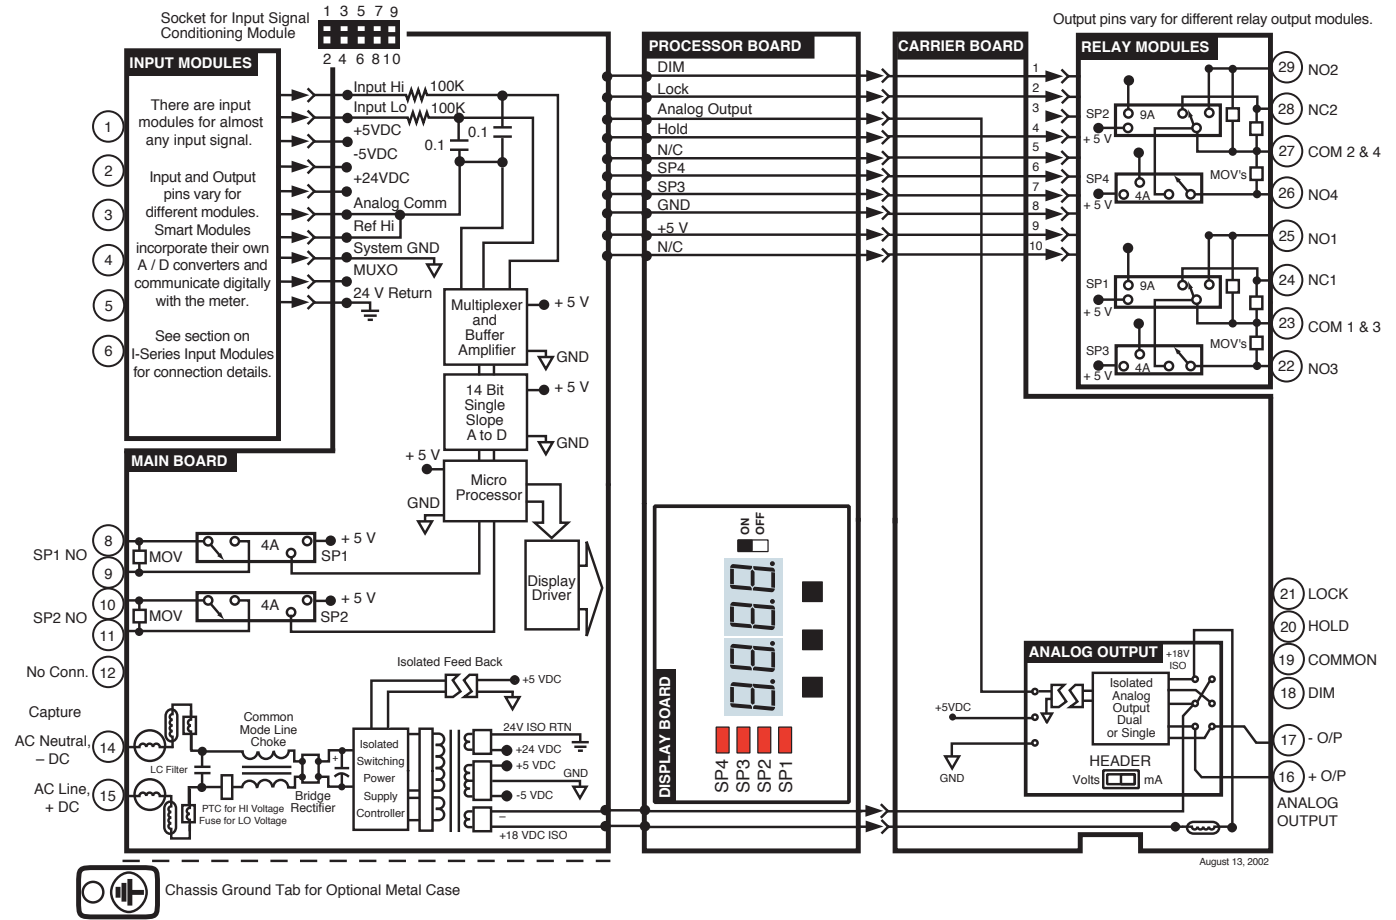 Socket for Input Signal
Conditioning Module
1 3 5 7 9
2 4 6 8 10
Output pins vary for different relay output modules.
INPUT MODULES
There are input
modules for almost
any input signal.
Input and Output
pins vary for
different modules.
Smart Modules
incorporate their own
A / D converters and
communicate digitally
with the meter.
See section on
I-Series Input Modules
for connection details.
1
2
3
4
5
6
Input Hi
100K
Input Lo
100K
+5VDC
-5VDC
+24VDC
Analog Comm
Ref Hi
System GND
MUXO
24 V Return
0.1
0.1
Multiplexer
and
Buffer
Amplifier
+ 5 V
GND
14 Bit
Single
Slope
A to D
+ 5 V
GND
Micro
Processor
+ 5 V
GND
Display
Driver
MAIN BOARD
SP1 NO
8
9
MOV
4A
+ 5 V
SP1
SP2 NO
10
11
MOV
4A
+ 5 V
SP2
No Conn.
12
Capture
AC Neutral,
– DC
14
AC Line,
+ DC
15
LC Filter
Common
Mode Line
Choke
PTC for HI Voltage
Fuse for LO Voltage
Bridge
Rectifier
+
Isolated Feed Back
+5 VDC
Isolated
Switching
Power
Supply
Controller
24V ISO RTN
+24 VDC
+5 VDC
GND
-5 VDC
–
+18 VDC ISO
Chassis Ground Tab for Optional Metal Case
PROCESSOR BOARD
DIM
Lock
Analog Output
Hold
N/C
SP4
SP3
GND
+5 V
N/C
DISPLAY BOARD
ON
OFF
SP4
SP3
SP2
SP1
CARRIER BOARD
1
2
3
4
5
6
7
8
9
10
RELAY MODULES
SP2
9A
+ 5 V
SP4
4A
+ 5 V
MOV's
SP1
9A
+ 5 V
SP3
4A
+ 5 V
MOV's
29 NO2
28 NC2
27 COM 2 & 4
26 NO4
25 NO1
24 NC1
23 COM 1 & 3
22 NO3
21 LOCK
20 HOLD
19 COMMON
18 DIM
17 - O/P
16 + O/P
ANALOG
OUTPUT
ANALOG OUTPUT
+18V
ISO
Isolated
Analog
Output
Dual
or Single
HEADER
Volts
mA
+5VDC
GND
August 13, 2002